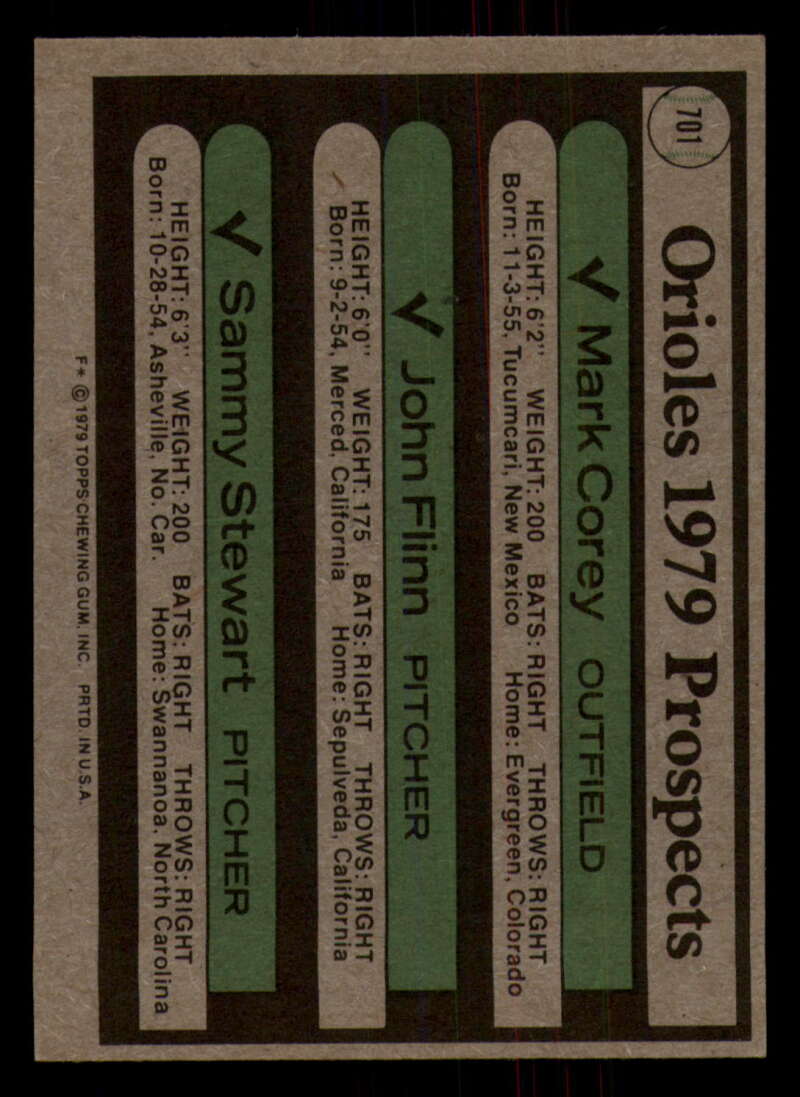 701
Orioles 1979 Prospects
✓ Mark Corey OUTFIELD
HEIGHT: 6'2" WEIGHT: 200 BATS: RIGHT THROWS: RIGHT
Born: 11-3-55, Tucumcari, New Mexico Home: Evergreen, Colorado
✓ John Flinn PITCHER
HEIGHT: 6'0" WEIGHT: 175 BATS: RIGHT THROWS: RIGHT
Born: 9-2-54, Merced, California Home: Sepulveda, California
✓ Sammy Stewart PITCHER
HEIGHT: 6'3" WEIGHT: 200 BATS: RIGHT THROWS: RIGHT
Born: 10-28-54, Asheville, No. Car. Home: Swannanoa, North Carolina
F* © 1979 TOPPS CHEWING GUM, INC. PRTD. IN U.S.A.